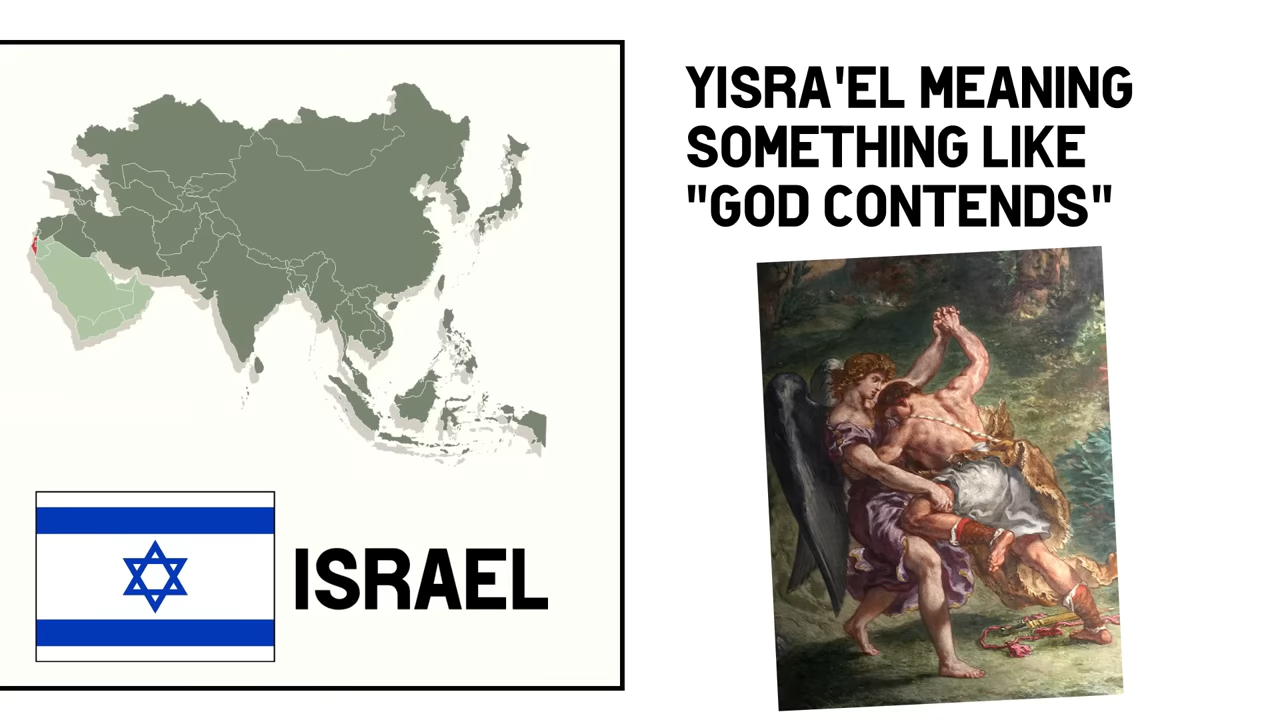 YISRA'EL MEANING
SOMETHING LIKE
"GOD CONTENDS"
ISRAEL